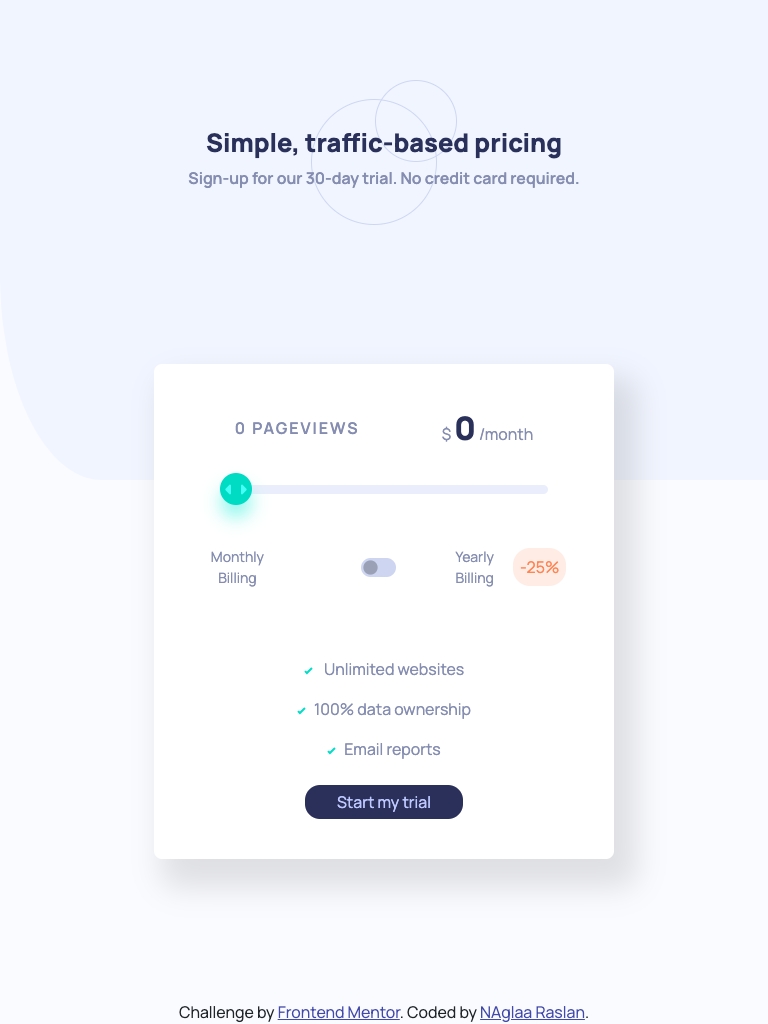 Simple, traffic-based pricing
Sign-up for our 30-day trial. No credit card required.
0 PAGEVIEWS
$ 0 /month
Monthly
Billing
Yearly
Billing
-25%
Unlimited websites
100% data ownership
Email reports
Start my trial
Challenge by Frontend Mentor. Coded by NAglaa Raslan.